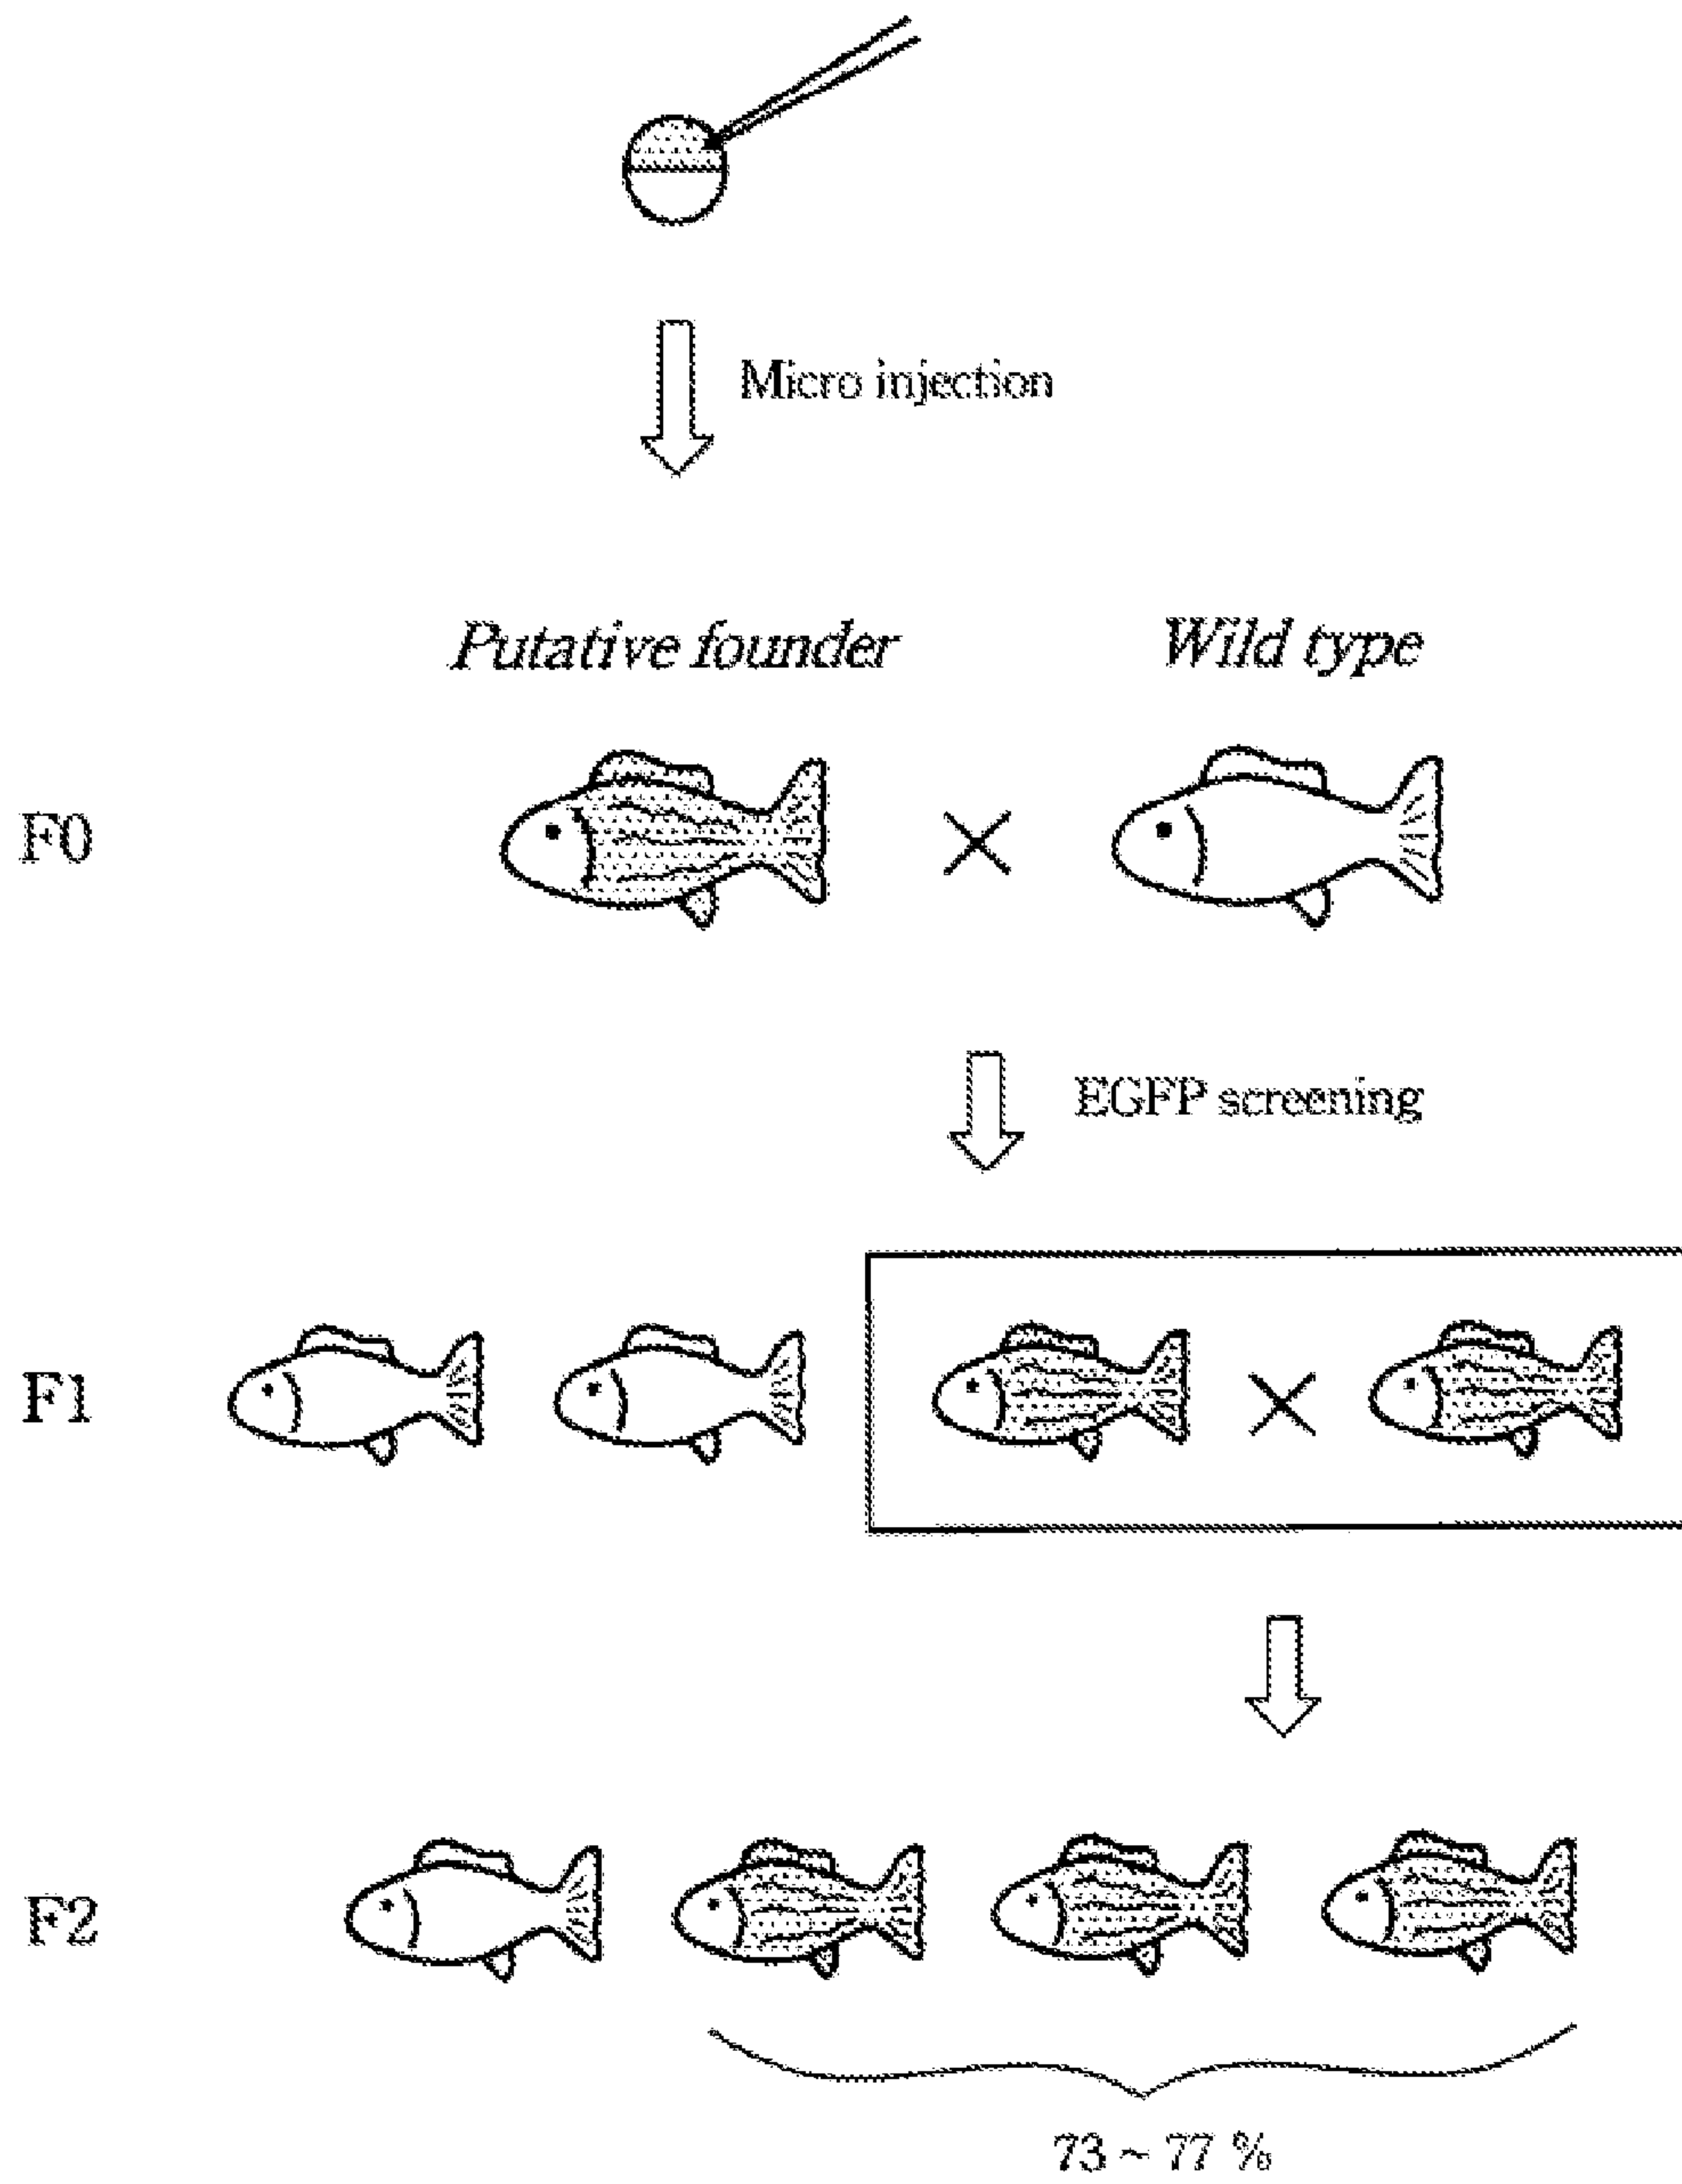 Micro injection
Putative founder
Wild type
F0
EGFP screening
F1
F2
73 ~ 77 %